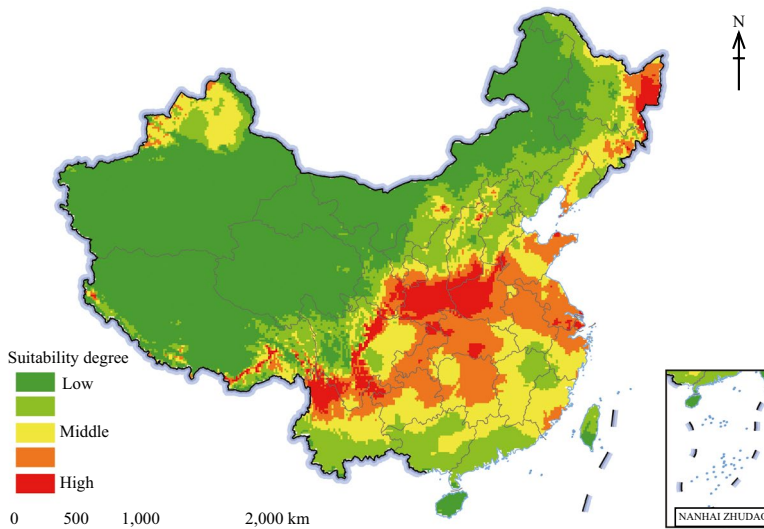 N
Suitability degree
Low
Middle
High
0 500 1,000 2,000 km
NANHAI ZHUDAO